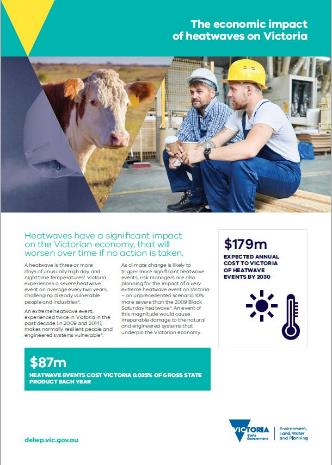 The economic impact
of heatwaves on Victoria
Heatwaves have a significant impact
on the Victorian economy, that will
worsen over time if no action is taken.
A heatwave is three or more
days of unusually high day and
night time temperatures¹. Victoria
experiences a severe heatwave
event on average every two years,
challenging already vulnerable
people and industries².
An extreme heatwave event,
experienced twice in Victoria in the
past decade (in 2009 and 2014),
makes normally resilient people and
engineered systems vulnerable³.
As climate change is likely to
trigger more significant heatwave
events, risk managers are also
planning for the impact of a very
extreme heatwave event on Victoria
– an unprecedented scenario 10%
more severe than the 2009 Black
Saturday heatwave⁴. An event of
this magnitude would cause
irreparable damage to the natural
and engineered systems that
underpin the Victorian economy.
$179m
EXPECTED ANNUAL
COST TO VICTORIA
OF HEATWAVE
EVENTS BY 2030
$87m
HEATWAVE EVENTS COST VICTORIA 0.025% OF GROSS STATE
PRODUCT EACH YEAR
delwp.vic.gov.au
VICTORIA
State
Government
Environment,
Land, Water
and Planning